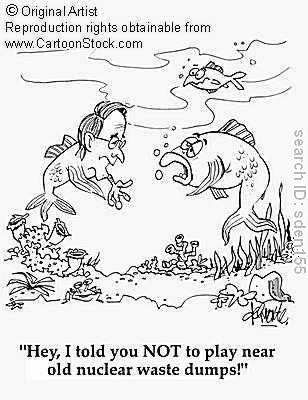 © Original Artist
Reproduction rights obtainable from
www.CartoonStock.com
search ID: sden155
"Hey, I told you NOT to play near
old nuclear waste dumps!"